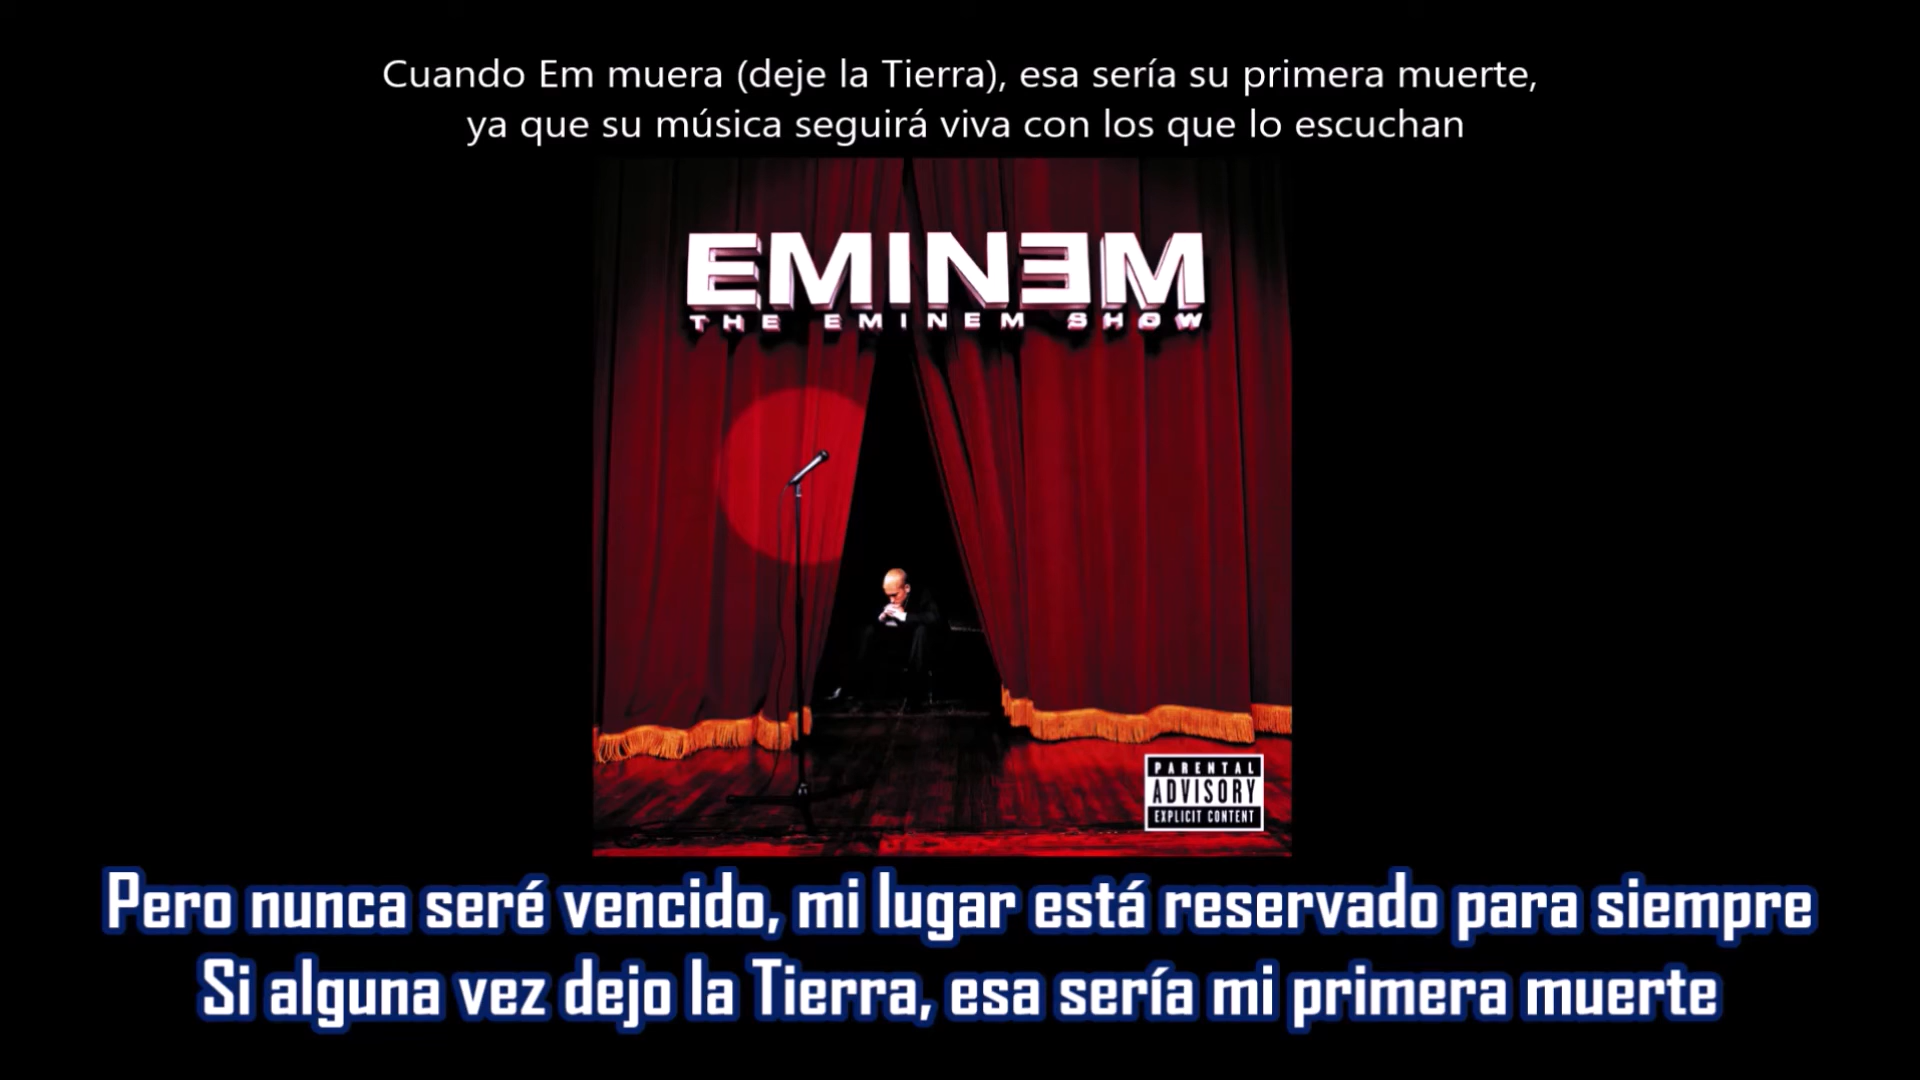 Cuando Em muera (deje la Tierra), esa sería su primera muerte,
ya que su música seguirá viva con los que lo escuchan
EMINƎM
THE EMINEM SHOW
PARENTAL
ADVISORY
EXPLICIT CONTENT
Pero nunca seré vencido, mi lugar está reservado para siempre
Si alguna vez dejo la Tierra, esa sería mi primera muerte